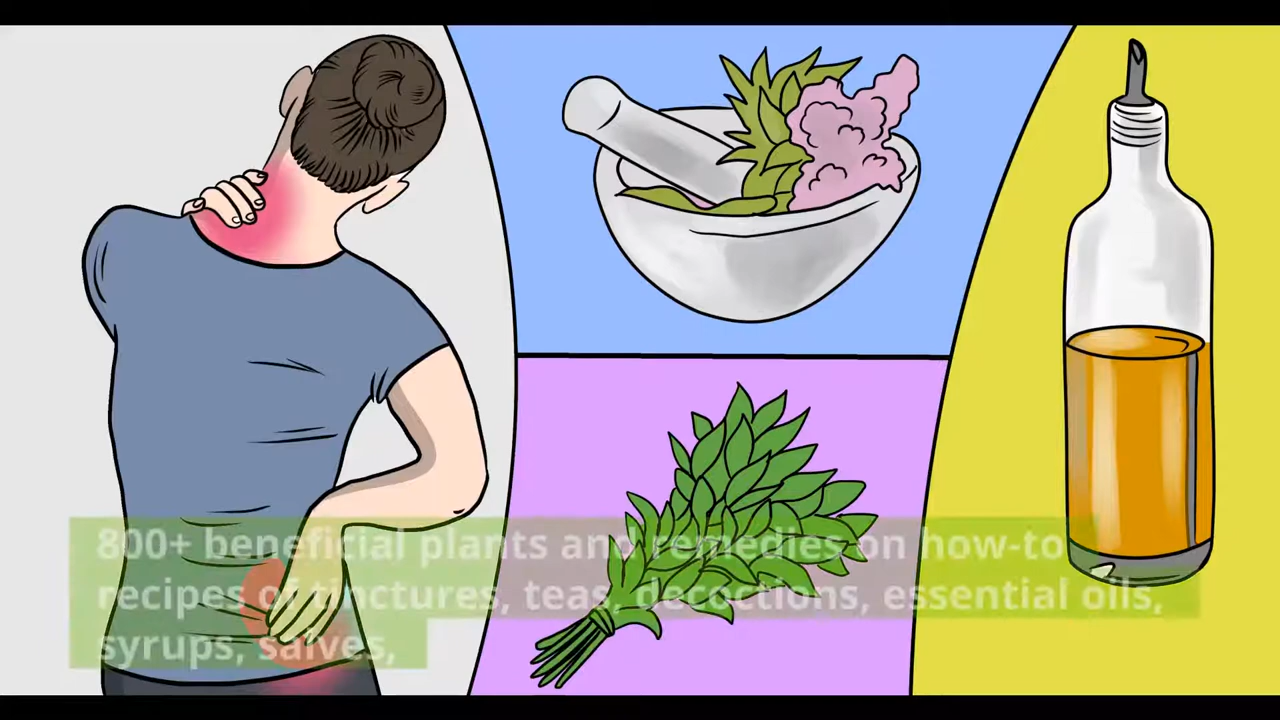 800+ beneficial plants and remedies on how-to
recipes of tinctures, teas, decoctions, essential oils,
syrups, salves,